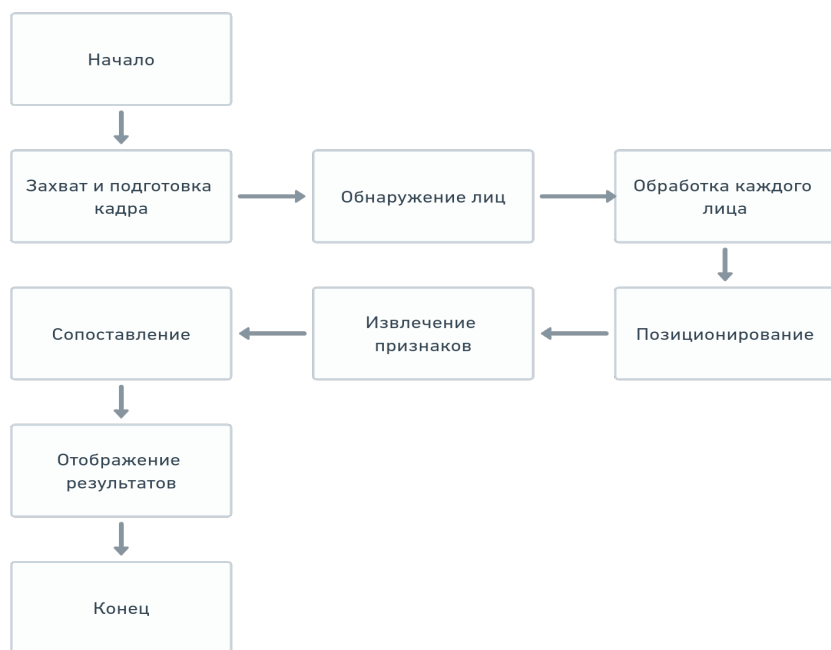 Начало
Захват и подготовка
кадра
Обнаружение лиц
Обработка каждого
лица
Позиционирование
Извлечение
признаков
Сопоставление
Отображение
результатов
Конец